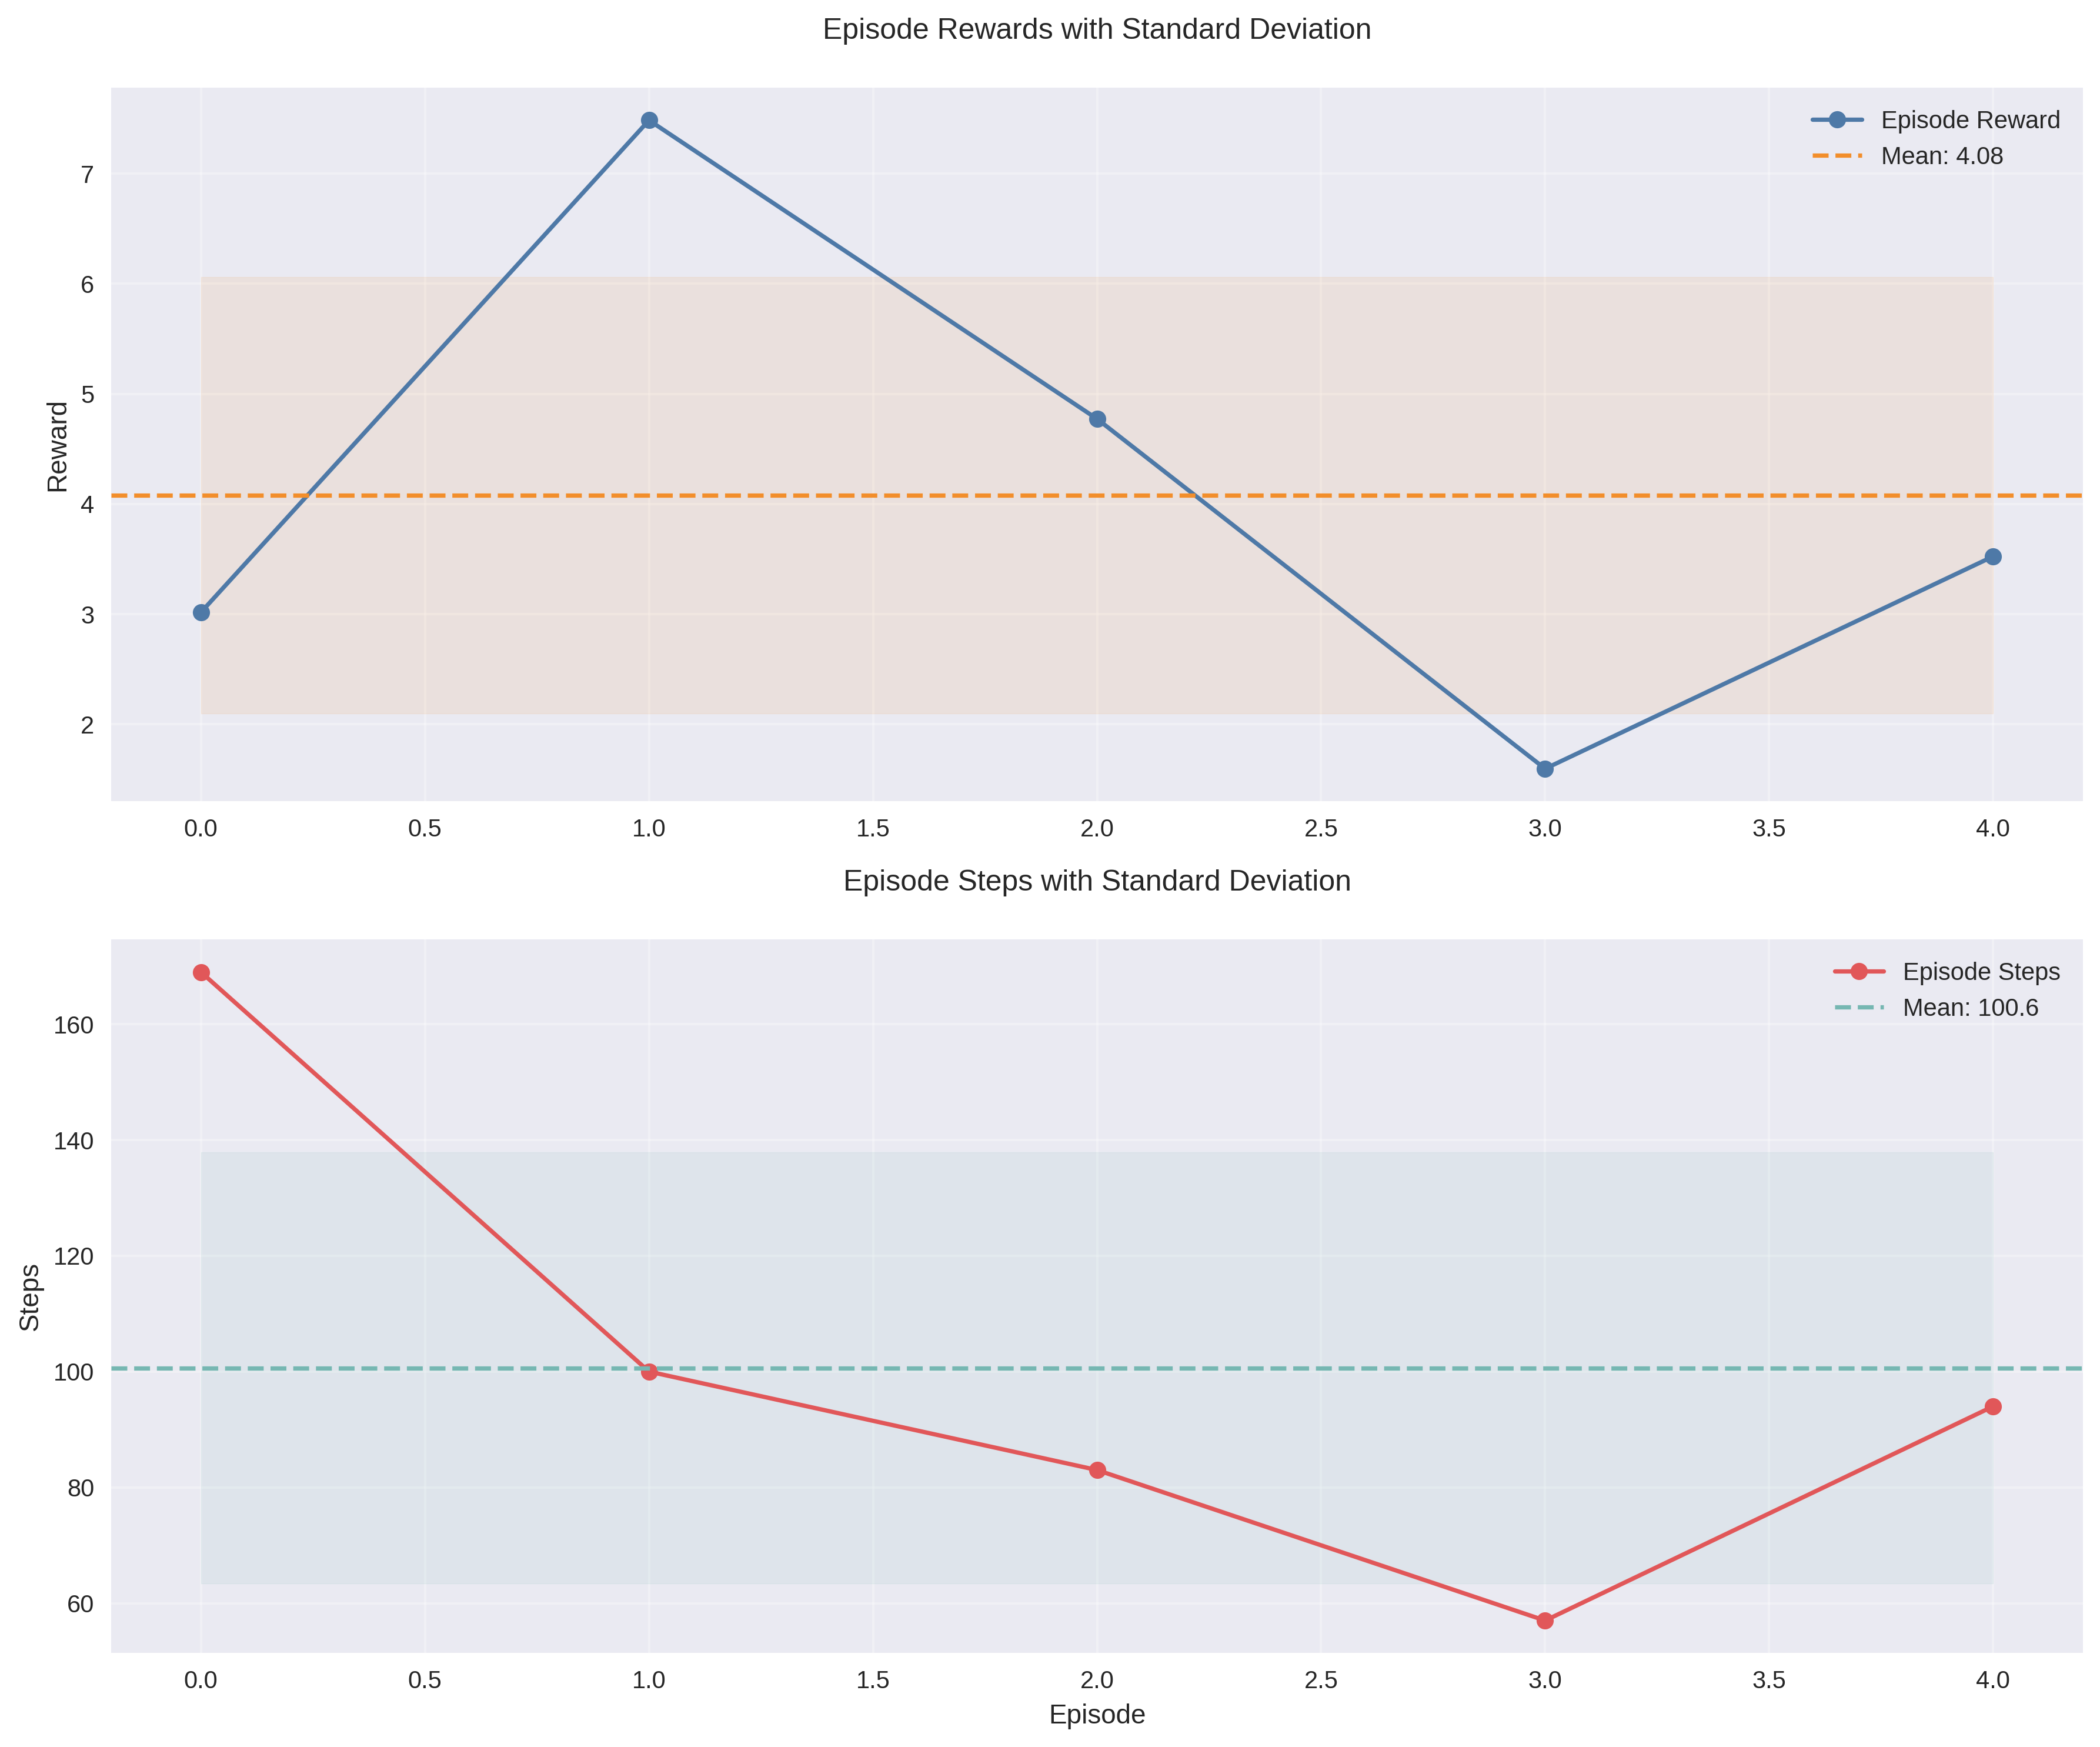 Episode Rewards with Standard Deviation
Episode Reward
Mean: 4.08
7
6
5
4
3
2
Reward
0.0 0.5 1.0 1.5 2.0 2.5 3.0 3.5 4.0
Episode Steps with Standard Deviation
Episode Steps
Mean: 100.6
160
140
120
100
80
60
Steps
0.0 0.5 1.0 1.5 2.0 2.5 3.0 3.5 4.0
Episode